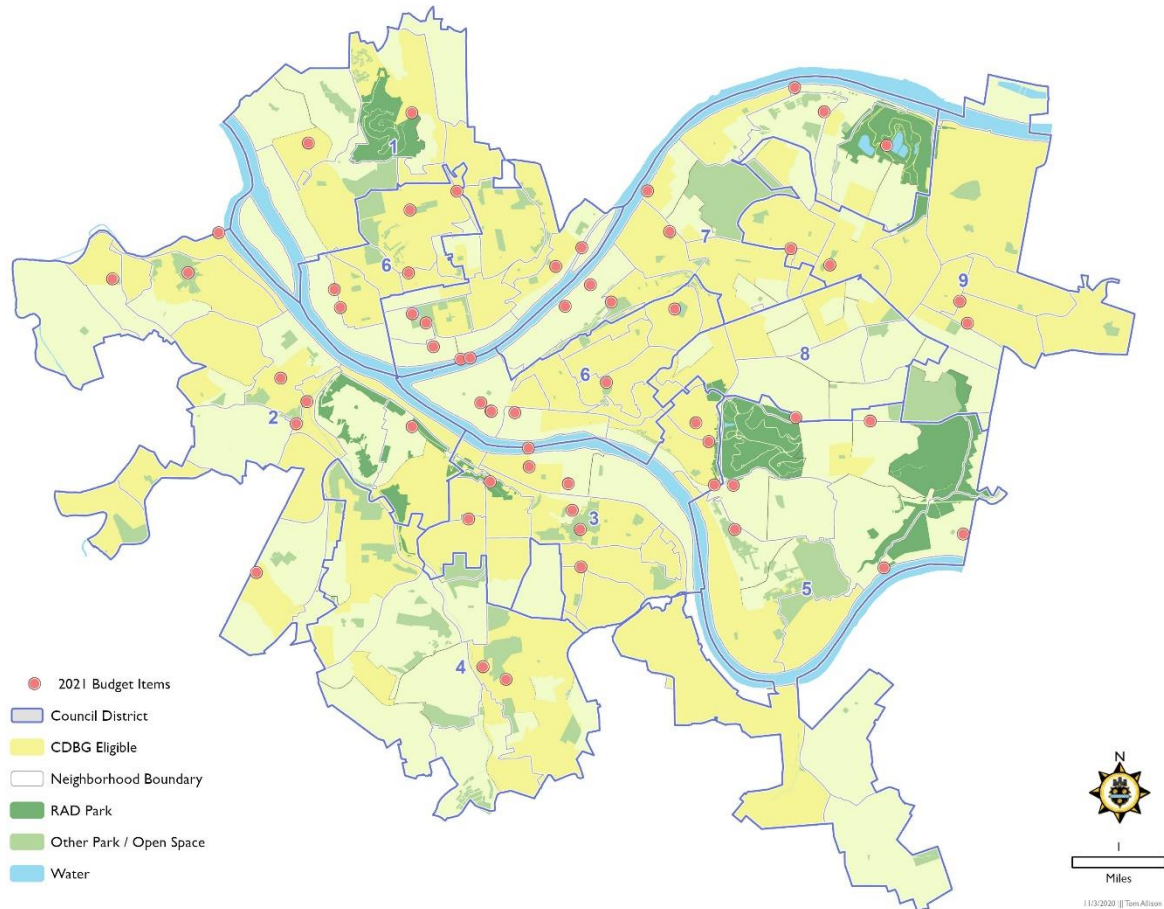 1
7
6
9
8
6
2
3
5
4
2021 Budget Items
Council District
CDBG Eligible
Neighborhood Boundary
RAD Park
Other Park / Open Space
Water
N
1
Miles
11/3/2020 ||| Tom Allison